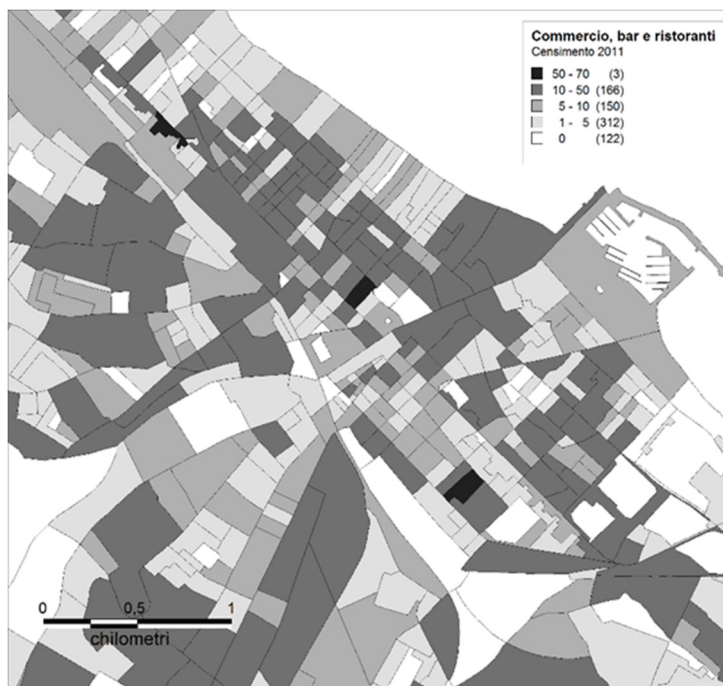 Commercio, bar e ristoranti
Censimento 2011
50 - 70 (3)
10 - 50 (166)
5 - 10 (150)
1 - 5 (312)
0 (122)
0 0,5 1
chilometri